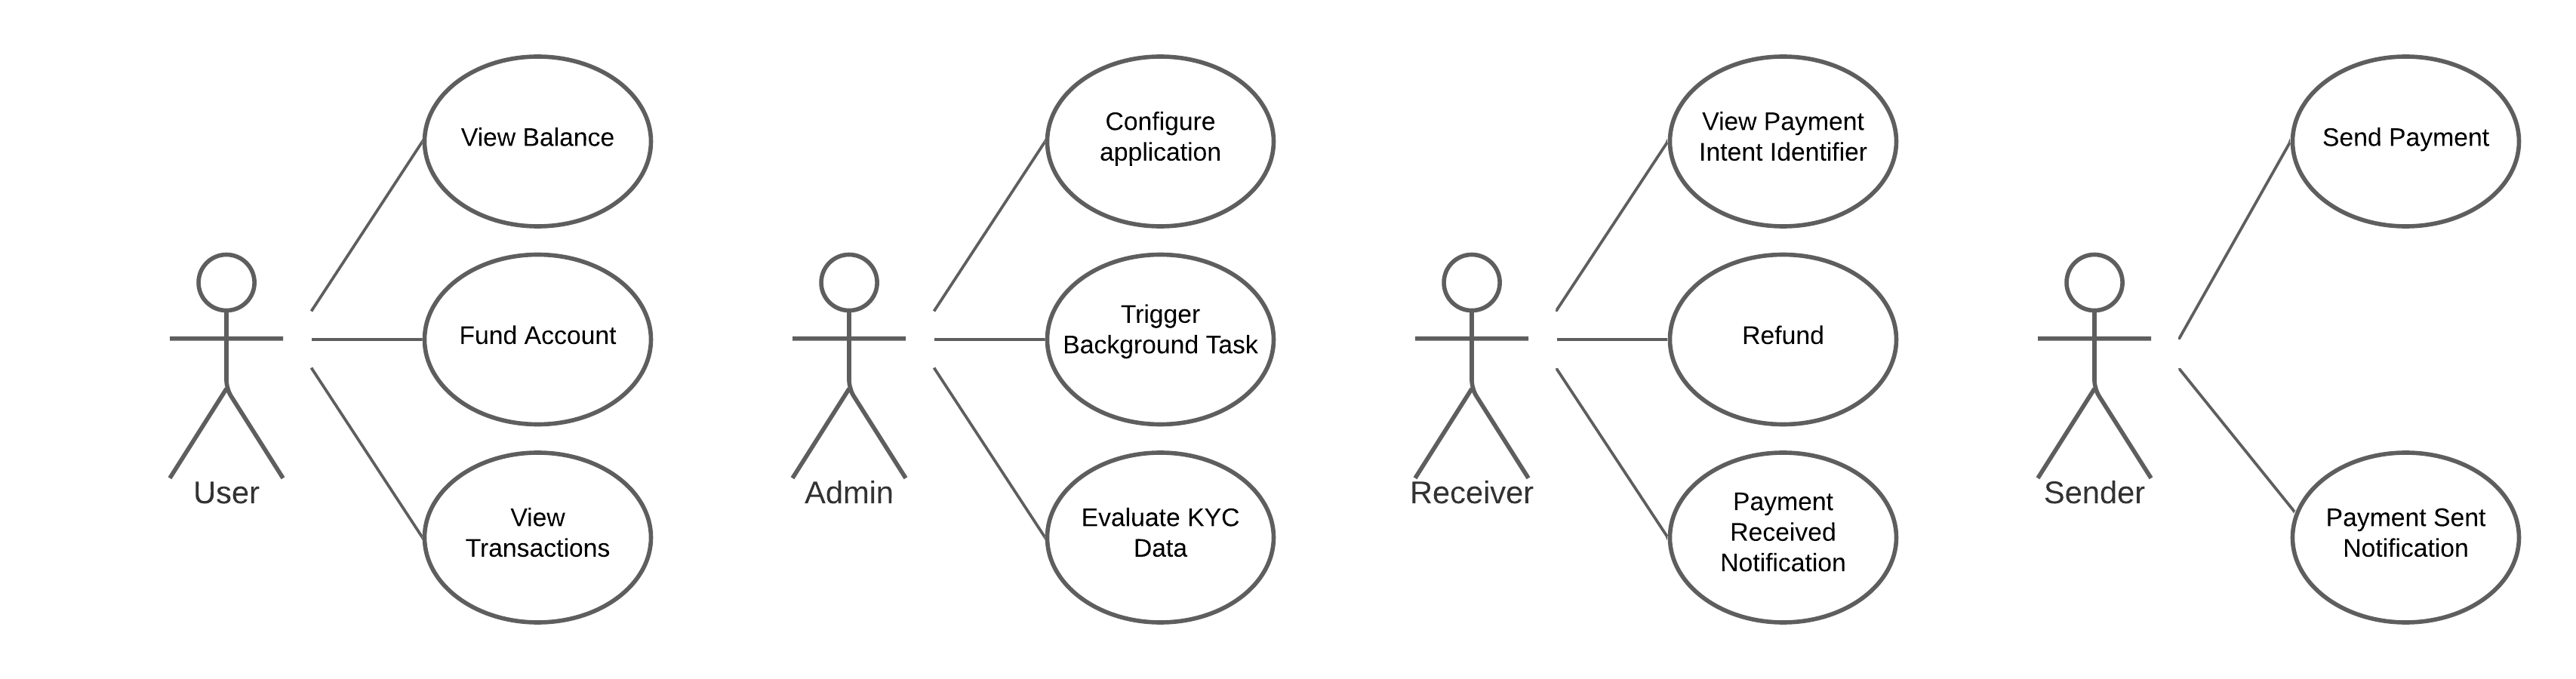 View Balance
Fund Account
View
Transactions
User
Configure
application
Trigger
Background Task
Evaluate KYC
Data
Admin
View Payment
Intent Identifier
Refund
Payment
Received
Notification
Receiver
Send Payment
Payment Sent
Notification
Sender